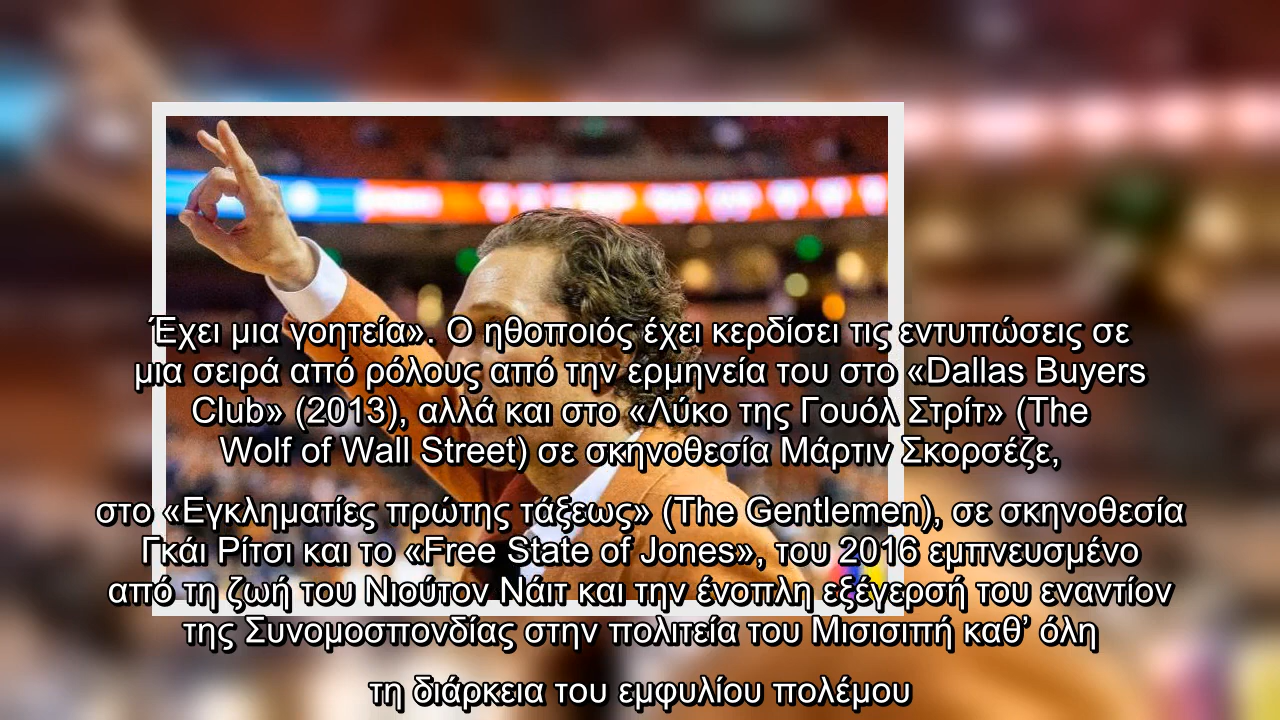 Έχει μια γοητεία». Ο ηθοποιός έχει κερδίσει τις εντυπώσεις σε
μια σειρά από ρόλους από την ερμηνεία του στο «Dallas Buyers
Club» (2013), αλλά και στο «Λύκο της Γουόλ Στρίτ» (The
Wolf of Wall Street) σε σκηνοθεσία Μάρτιν Σκορσέζε,
στο «Εγκληματίες πρώτης τάξεως» (The Gentlemen), σε σκηνοθεσία
Γκάι Ρίτσι και το «Free State of Jones», του 2016 εμπνευσμένο
από τη ζωή του Νιούτον Νάιτ και την ένοπλη εξέγερσή του εναντίον
της Συνομοσπονδίας στην πολιτεία του Μισισιπή καθ’ όλη
τη διάρκεια του εμφυλίου πολέμου